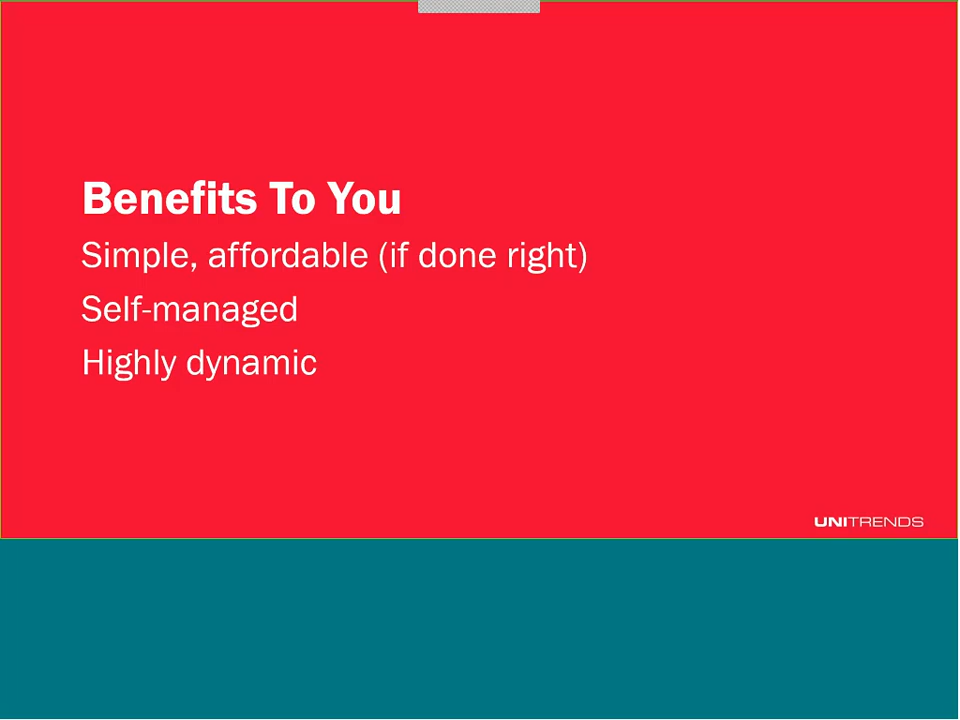 Benefits To You
Simple, affordable (if done right)
Self-managed
Highly dynamic
UNITRENDS